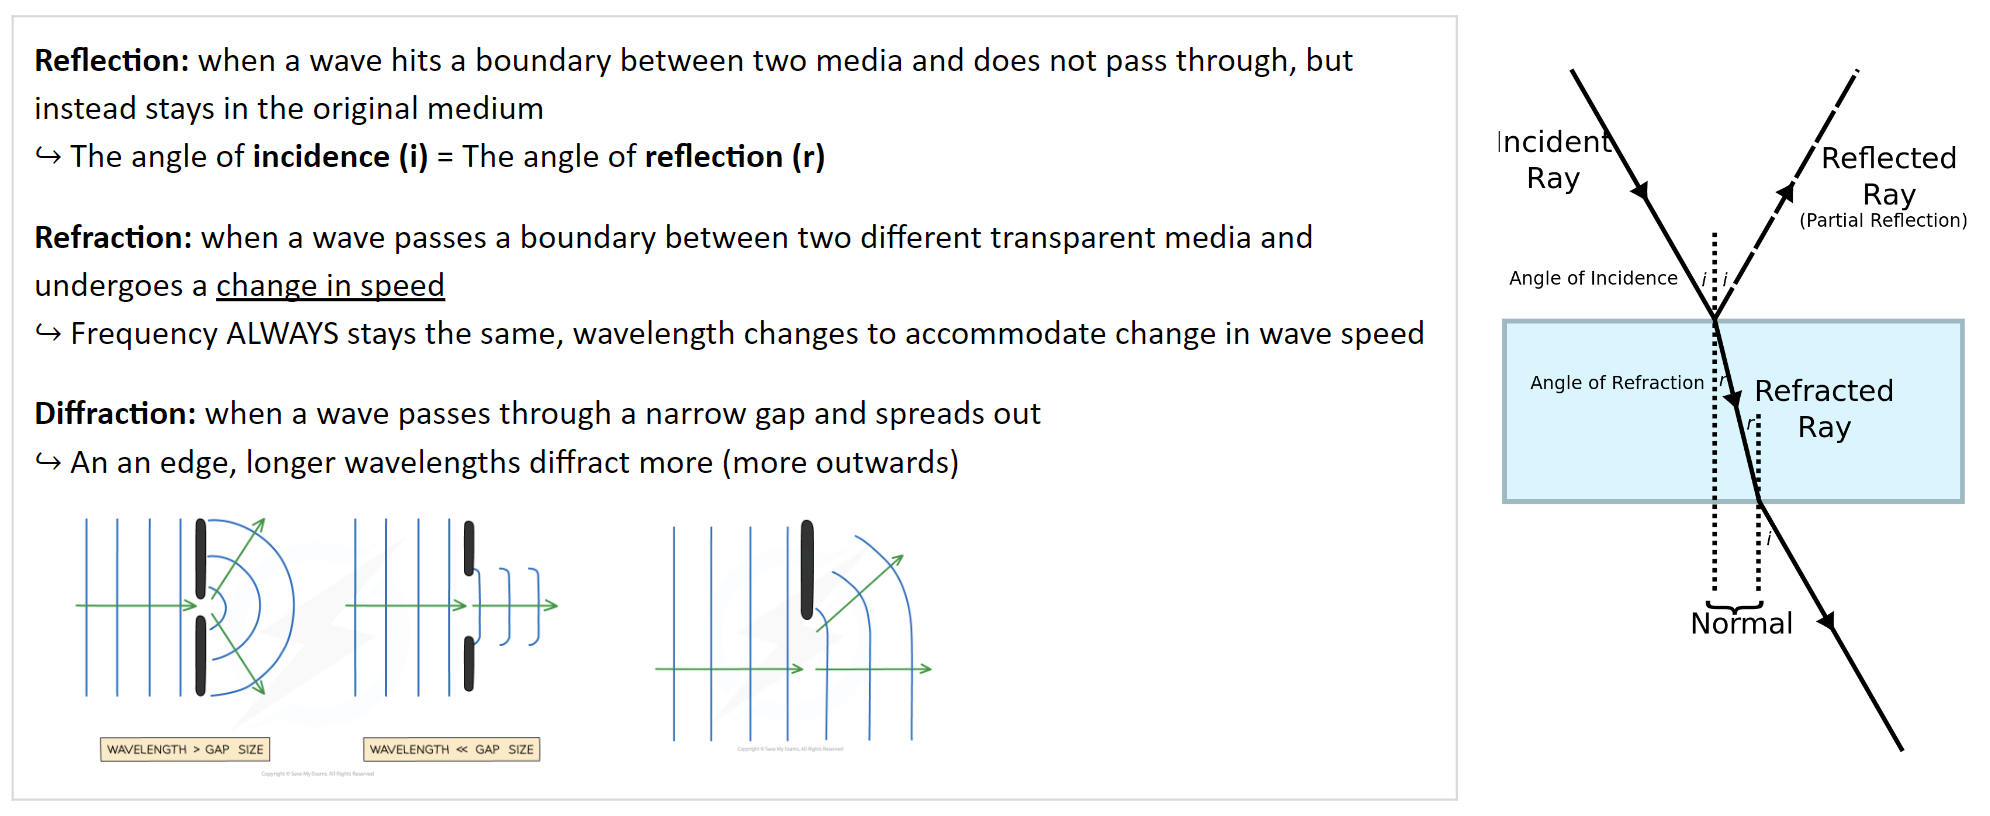 Reflection: when a wave hits a boundary between two media and does not pass through, but
instead stays in the original medium
↪ The angle of incidence (i) = The angle of reflection (r)
Refraction: when a wave passes a boundary between two different transparent media and
undergoes a change in speed
↪ Frequency ALWAYS stays the same, wavelength changes to accommodate change in wave speed
Diffraction: when a wave passes through a narrow gap and spreads out
↪ An an edge, longer wavelengths diffract more (more outwards)
WAVELENGTH > GAP SIZE
WAVELENGTH << GAP SIZE
Copyright © Save My Exams. All Rights Reserved
Copyright © Save My Exams. All Rights Reserved
Incident
Ray
Reflected
Ray
(Partial Reflection)
Angle of Incidence
i
i
Angle of Refraction
r
Refracted
Ray
r
i
Normal